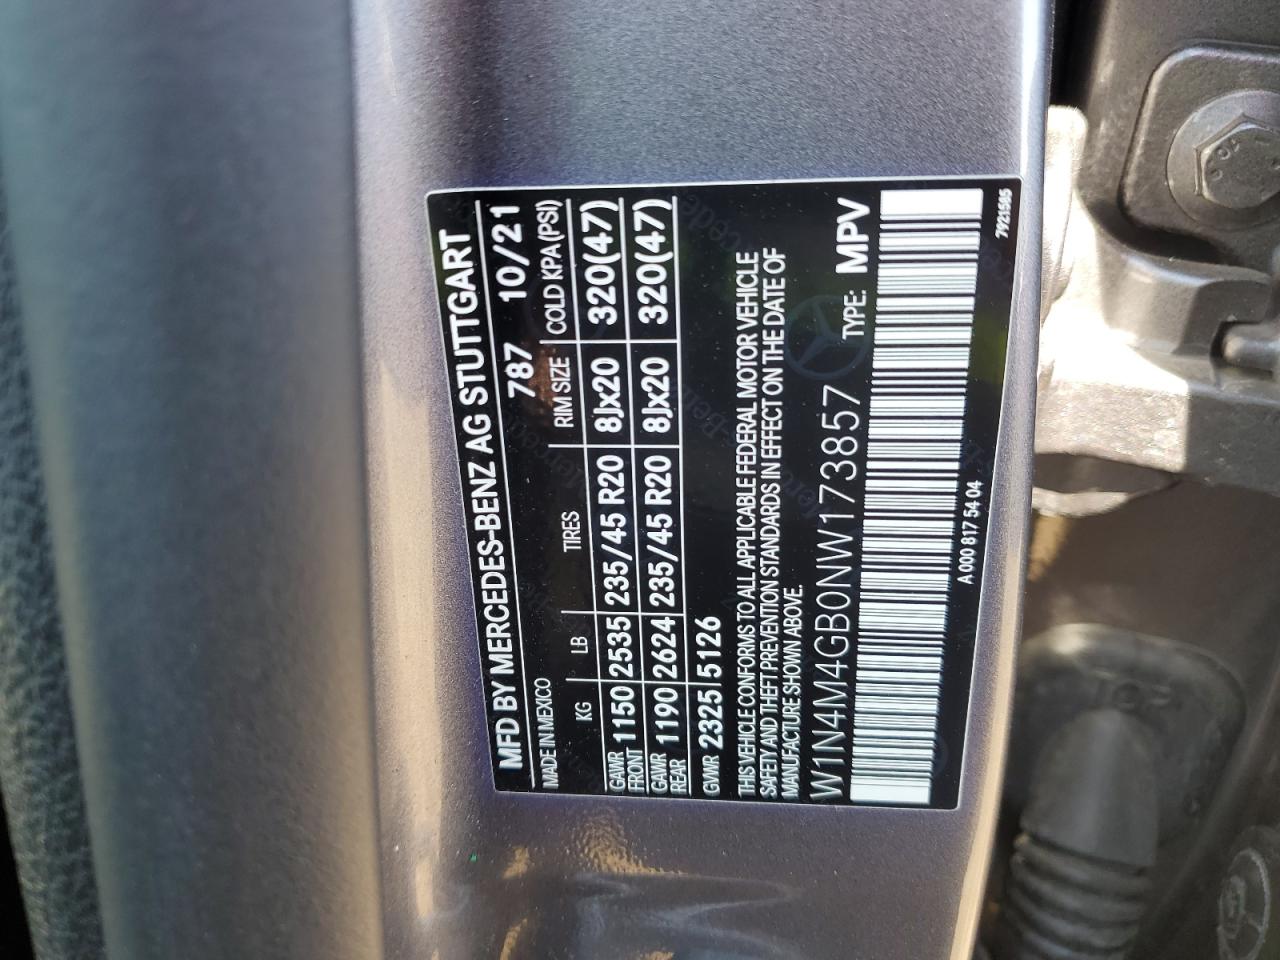 MFD BY MERCEDES-BENZ AG STUTTGART
MADE IN MEXICO 787 10/21
KG LB TIRES RIM SIZE COLD KPA (PSI)
GAWR FRONT 1150 2535 235/45 R20 8Jx20 320(47)
GAWR REAR 1190 2624 235/45 R20 8Jx20 320(47)
GVWR 2325 5126
THIS VEHICLE CONFORMS TO ALL APPLICABLE FEDERAL MOTOR VEHICLE
SAFETY AND THEFT PREVENTION STANDARDS IN EFFECT ON THE DATE OF
MANUFACTURE SHOWN ABOVE.
W1N4M4GB0NW173857 TYPE: MPV
A 000 817 54 04 7921585